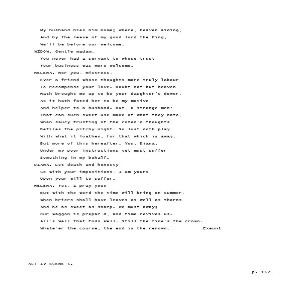 My husband hies him home; where, heaven aiding,
And by the leave of my good lord the King,
We'll be before our welcome.
WIDOW. Gentle madam,
You never had a servant to whose trust
Your business was more welcome.
HELENA. Nor you, mistress,
Ever a friend whose thoughts more truly labour
To recompense your love. Doubt not but heaven
Hath brought me up to be your daughter's dower,
As it hath fated her to be my motive
And helper to a husband. But, O strange men!
That can such sweet use make of what they hate,
When saucy trusting of the cozen'd thoughts
Defiles the pitchy night. So lust doth play
With what it loathes, for that which is away.
But more of this hereafter. You, Diana,
Under my poor instructions yet must suffer
Something in my behalf.
DIANA. Let death and honesty
Go with your impositions, I am yours
Upon your will to suffer.
HELENA. Yet, I pray you:
But with the word the time will bring on summer,
When briers shall have leaves as well as thorns
And be as sweet as sharp. We must away;
Our waggon is prepar'd, and time revives us.
All's Well that Ends Well. Still the fine's the crown.
Whate'er the course, the end is the renown. Exeunt
ACT IV SCENE 4.